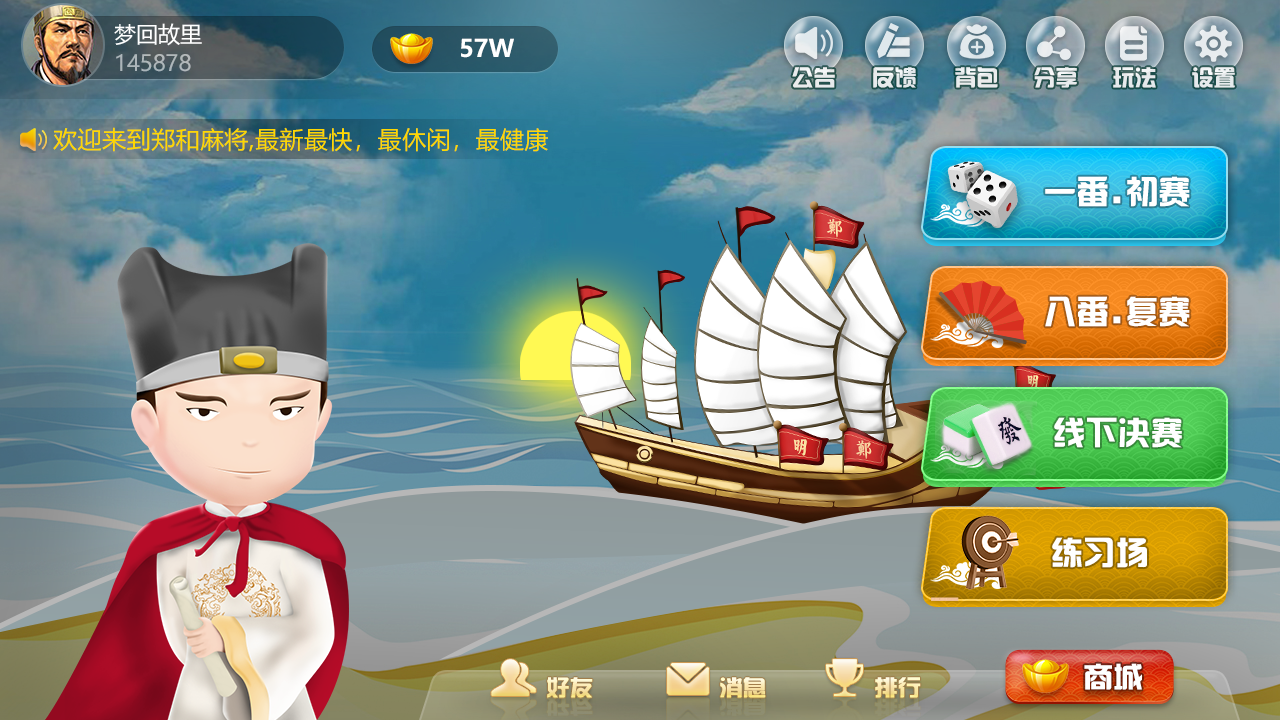 梦回故里
145878
57W
公告
反馈
背包
分享
玩法
设置
欢迎来到郑和麻将,最新最快，最休闲，最健康
一番.初赛
鄭
八番.复赛
明
线下决赛
發
明
鄭
练习场
好友
消息
排行
商城